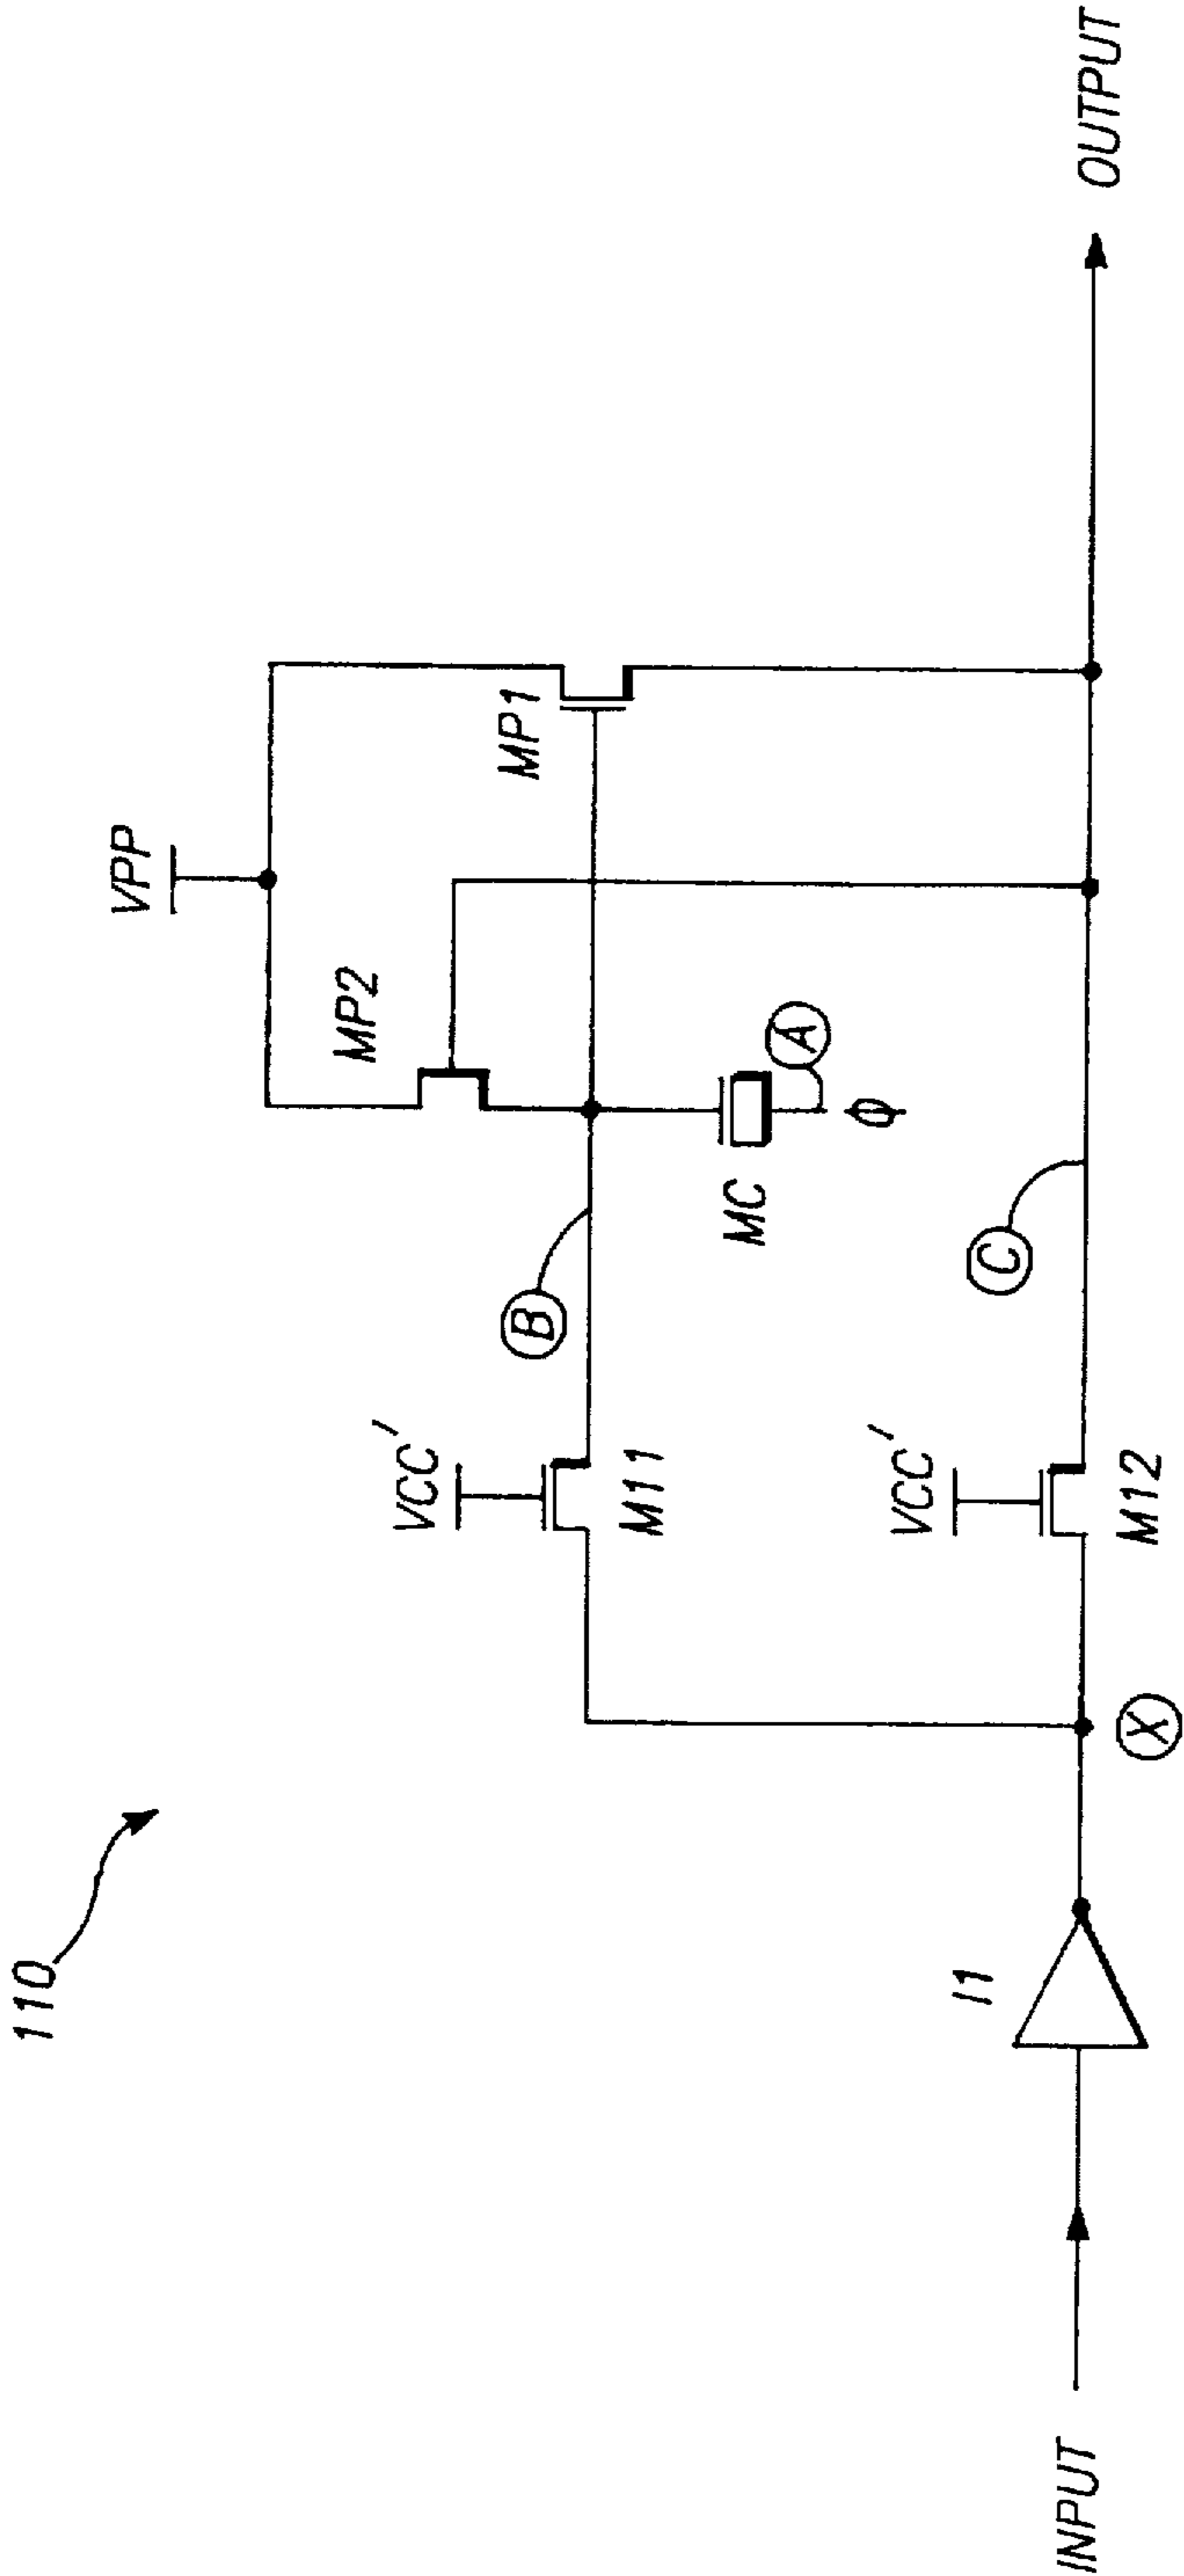 110
VPP
MP2
MP1
VCC'
B
M11
MC
A
Φ
VCC'
C
I1
M12
X
INPUT
OUTPUT